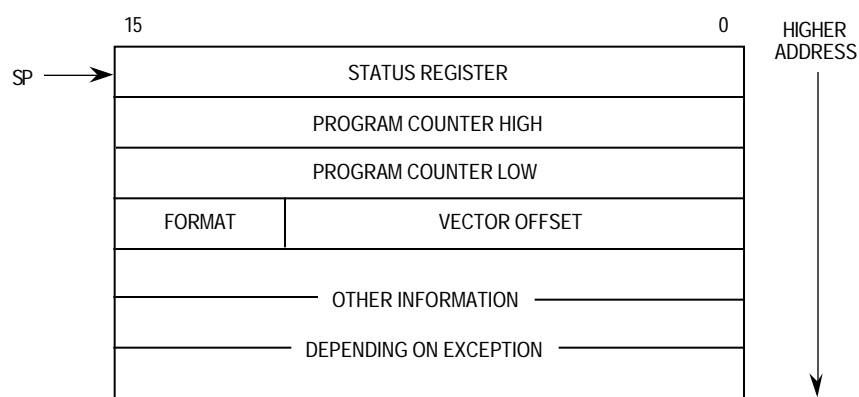 15 0
HIGHER
ADDRESS
SP
STATUS REGISTER
PROGRAM COUNTER HIGH
PROGRAM COUNTER LOW
FORMAT VECTOR OFFSET
OTHER INFORMATION
DEPENDING ON EXCEPTION